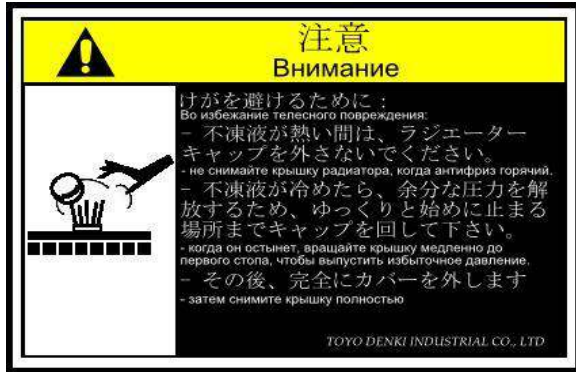 注意
Внимание
けがを避けるために：
Во избежание телесного повреждения:
- 不凍液が熱い間は、ラジエーター
キャップを外さないでください。
- не снимайте крышку радиатора, когда антифриз горячий.
- 不凍液が冷めたら、余分な圧力を解
放するため、ゆっくりと始めに止まる
場所までキャップを回して下さい。
- когда он остынет, вращайте крышку медленно до
первого стопа, чтобы выпустить избыточное давление.
- その後、完全にカバーを外します
- затем снимите крышку полностью
TOYO DENKI INDUSTRIAL CO., LTD